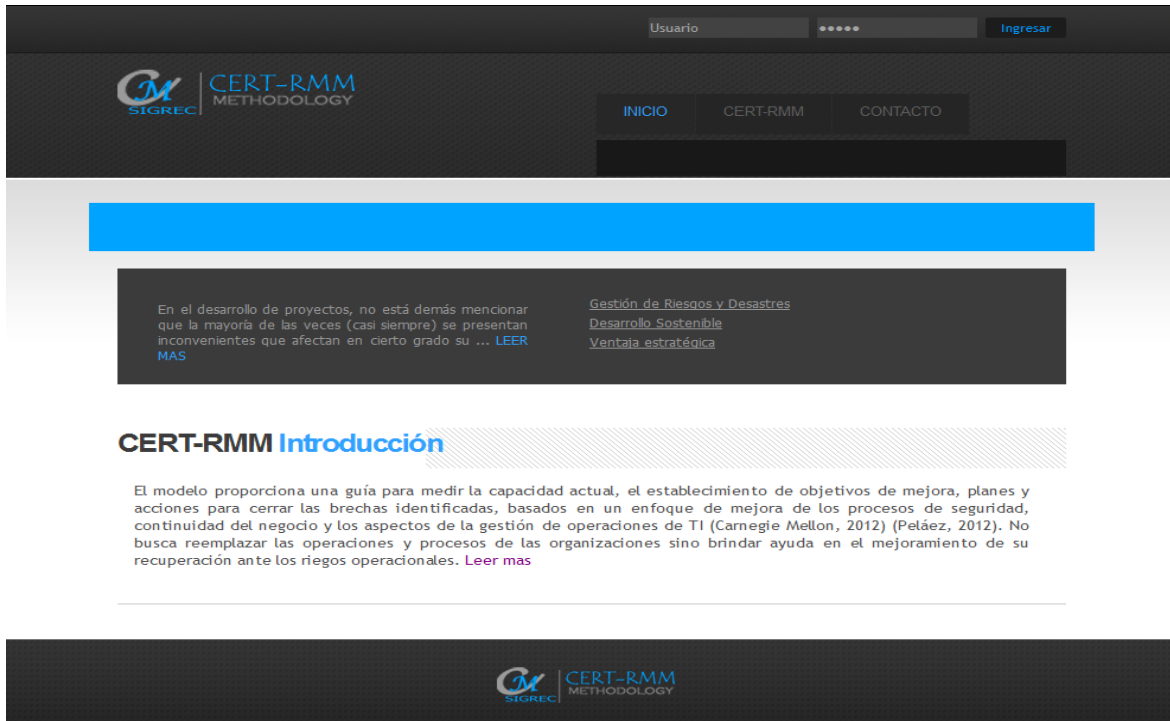 Usuario ●●●●● Ingresar
CM SIGREC CERT-RMM
METHODOLOGY
INICIO CERT-RMM CONTACTO
En el desarrollo de proyectos, no está demás mencionar
que la mayoría de las veces (casi siempre) se presentan
inconvenientes que afectan en cierto grado su ... LEER
MAS
Gestión de Riesgos y Desastres
Desarrollo Sostenible
Ventaja estratégica
CERT-RMM Introducción
El modelo proporciona una guía para medir la capacidad actual, el establecimiento de objetivos de mejora, planes y
acciones para cerrar las brechas identificadas, basados en un enfoque de mejora de los procesos de seguridad,
continuidad del negocio y los aspectos de la gestión de operaciones de TI (Carnegie Mellon, 2012) (Peláez, 2012). No
busca reemplazar las operaciones y procesos de las organizaciones sino brindar ayuda en el mejoramiento de su
recuperación ante los riegos operacionales. Leer mas
CM SIGREC CERT-RMM
METHODOLOGY